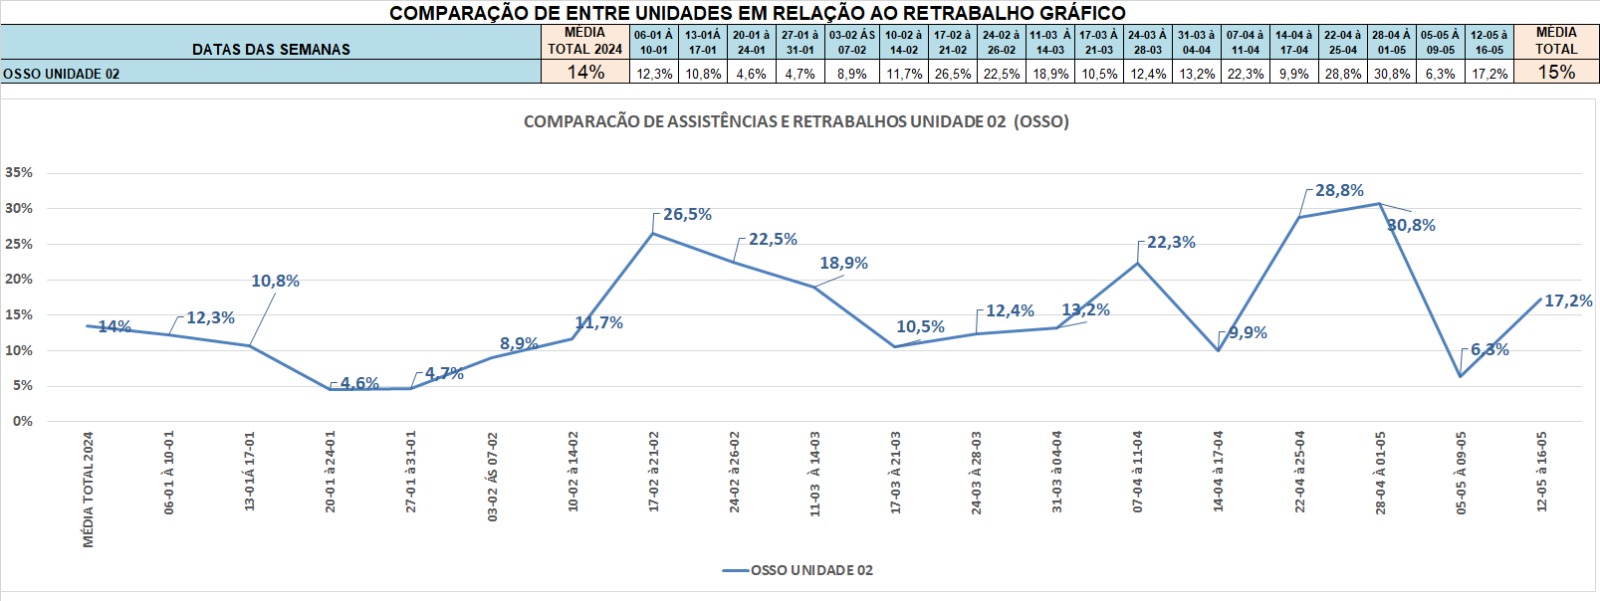 COMPARAÇÃO DE ENTRE UNIDADES EM RELAÇÃO AO RETRABALHO GRÁFICO
DATAS DAS SEMANAS
MÉDIA
TOTAL 2024
06-01 À
10-01
13-01Á
17-01
20-01 à
24-01
27-01 à
31-01
03-02 ÁS
07-02
10-02 à
14-02
17-02 à
21-02
24-02 à
26-02
11-03 À
14-03
17-03 À
21-03
24-03 À
28-03
31-03 à
04-04
07-04 à
11-04
14-04 à
17-04
22-04 à
25-04
28-04 À
01-05
05-05 À
09-05
12-05 à
16-05
MÉDIA
TOTAL
OSSO UNIDADE 02 14% 12,3% 10,8% 4,6% 4,7% 8,9% 11,7% 26,5% 22,5% 18,9% 10,5% 12,4% 13,2% 22,3% 9,9% 28,8% 30,8% 6,3% 17,2% 15%
COMPARACÃO DE ASSISTÊNCIAS E RETRABALHOS UNIDADE 02 (OSSO)
35%
30%
25%
20%
15%
10%
5%
0%
14%
12,3%
10,8%
4,6%
4,7%
8,9%
11,7%
26,5%
22,5%
18,9%
10,5%
12,4%
13,2%
22,3%
9,9%
28,8%
30,8%
6,3%
17,2%
MÉDIA TOTAL 2024
06-01 À 10-01
13-01Á 17-01
20-01 à 24-01
27-01 à 31-01
03-02 ÁS 07-02
10-02 à 14-02
17-02 à 21-02
24-02 à 26-02
11-03 À 14-03
17-03 À 21-03
24-03 À 28-03
31-03 à 04-04
07-04 à 11-04
14-04 à 17-04
22-04 à 25-04
28-04 À 01-05
05-05 À 09-05
12-05 à 16-05
OSSO UNIDADE 02